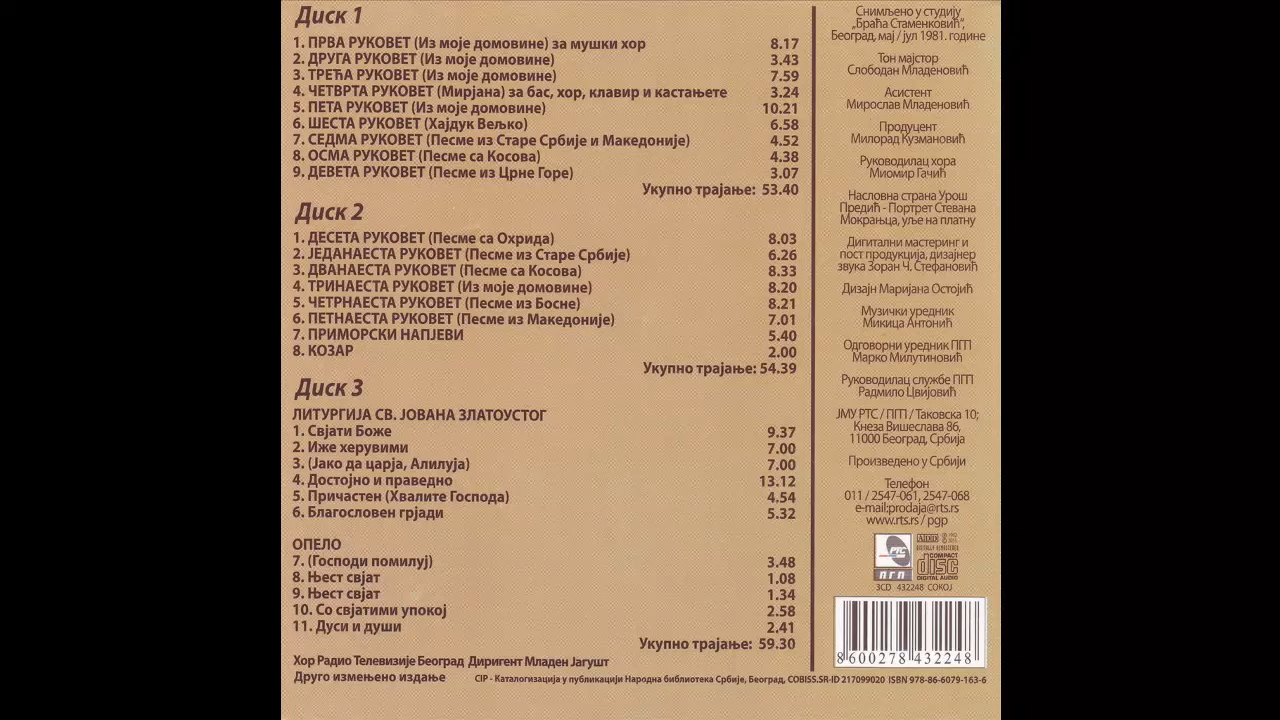 Диск 1
1. ПРВА РУКОВЕТ (Из моје домовине) за мушки хор 8.17
2. ДРУГА РУКОВЕТ (Из моје домовине) 3.43
3. ТРЕЋА РУКОВЕТ (Из моје домовине) 7.59
4. ЧЕТВРТА РУКОВЕТ (Мирјана) за бас, хор, клавир и кастањете 3.24
5. ПЕТА РУКОВЕТ (Из моје домовине) 10.21
6. ШЕСТА РУКОВЕТ (Хајдук Вељко) 6.58
7. СЕДМА РУКОВЕТ (Песме из Старе Србије и Македоније) 4.52
8. ОСМА РУКОВЕТ (Песме са Косова) 4.38
9. ДЕВЕТА РУКОВЕТ (Песме из Црне Горе) 3.07
Укупно трајање: 53.40
Диск 2
1. ДЕСЕТА РУКОВЕТ (Песме са Охрида) 8.03
2. ЈЕДАНАЕСТА РУКОВЕТ (Песме из Старе Србије) 6.26
3. ДВАНАЕСТА РУКОВЕТ (Песме са Косова) 8.33
4. ТРИНАЕСТА РУКОВЕТ (Из моје домовине) 8.20
5. ЧЕТРНАЕСТА РУКОВЕТ (Песме из Босне) 8.21
6. ПЕТНАЕСТА РУКОВЕТ (Песме из Македоније) 7.01
7. ПРИМОРСКИ НАПЈЕВИ 5.40
8. КОЗАР 2.00
Укупно трајање: 54.39
Диск 3
ЛИТУРГИЈА СВ. ЈОВАНА ЗЛАТОУСТОГ
1. Свјати Боже 9.37
2. Иже херувими 7.00
3. (Јако да царја, Алилуја) 7.00
4. Достојно и праведно 13.12
5. Причастен (Хвалите Господа) 4.54
6. Благословен грјади 5.32
ОПЕЛО
7. (Господи помилуј) 3.48
8. Њест свјат 1.08
9. Њест свјат 1.34
10. Со свјатими упокој 2.58
11. Дуси и души 2.41
Укупно трајање: 59.30
Хор Радио Телевизије Београд Диригент Младен Јагушт
Друго измењено издање
CIP - Каталогизација у публикацији Народна библиотека Србије, Београд, COBISS.SR-ID 217099020 ISBN 978-86-6079-163-6
Снимљено у студију
„Браћа Стаменковић“,
Београд, мај / јул 1981. године
Тон мајстор
Слободан Младеновић
Асистент
Мирослав Младеновић
Продуцент
Милорад Кузмановић
Руководилац хора
Миомир Гачић
Насловна страна Урош
Предић - Портрет Стевана
Мокрањца, уље на платну
Дигитални мастеринг и
пост продукција, дизајнер
звука Зоран Ч. Стефановић
Дизајн Маријана Остојић
Музички уредник
Микица Антонић
Одговорни уредник ПГП
Марко Милутиновић
Руководилац службе ПГП
Радмило Цвијовић
ЈМУ РТС / ПГП / Таковска 10;
Кнеза Вишеслава 86,
11000 Београд, Србија
Произведено у Србији
Телефон
011 / 2547-061, 2547-068
e-mail:prodaja@rts.rs
www.rts.rs / pgp
РТС
ПГП
DIGITALLY REMASTERED
COMPACT
disc
DIGITAL AUDIO
3CD 432248 СОКОЈ
8 600278 432248